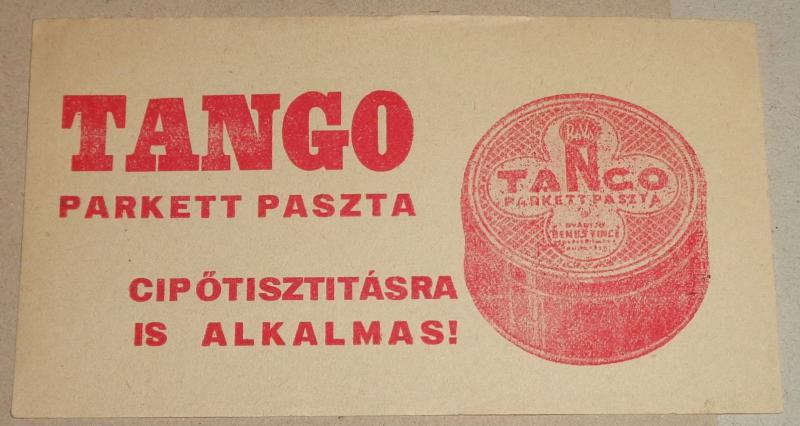 TANGO
PARKETT PASZTA
CIPŐTISZTITÁSRA
IS ALKALMAS!
TANGO
PARKETT PASZTA